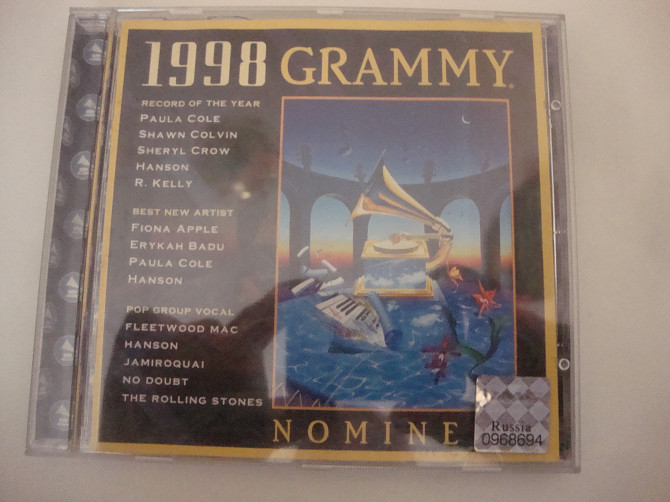 1998 GRAMMY®
RECORD OF THE YEAR
PAULA COLE
SHAWN COLVIN
SHERYL CROW
HANSON
R. KELLY
BEST NEW ARTIST
FIONA APPLE
ERYKAH BADU
PAULA COLE
HANSON
POP GROUP VOCAL
FLEETWOOD MAC
HANSON
JAMIROQUAI
NO DOUBT
THE ROLLING STONES
NOMINE
Russia
0968694